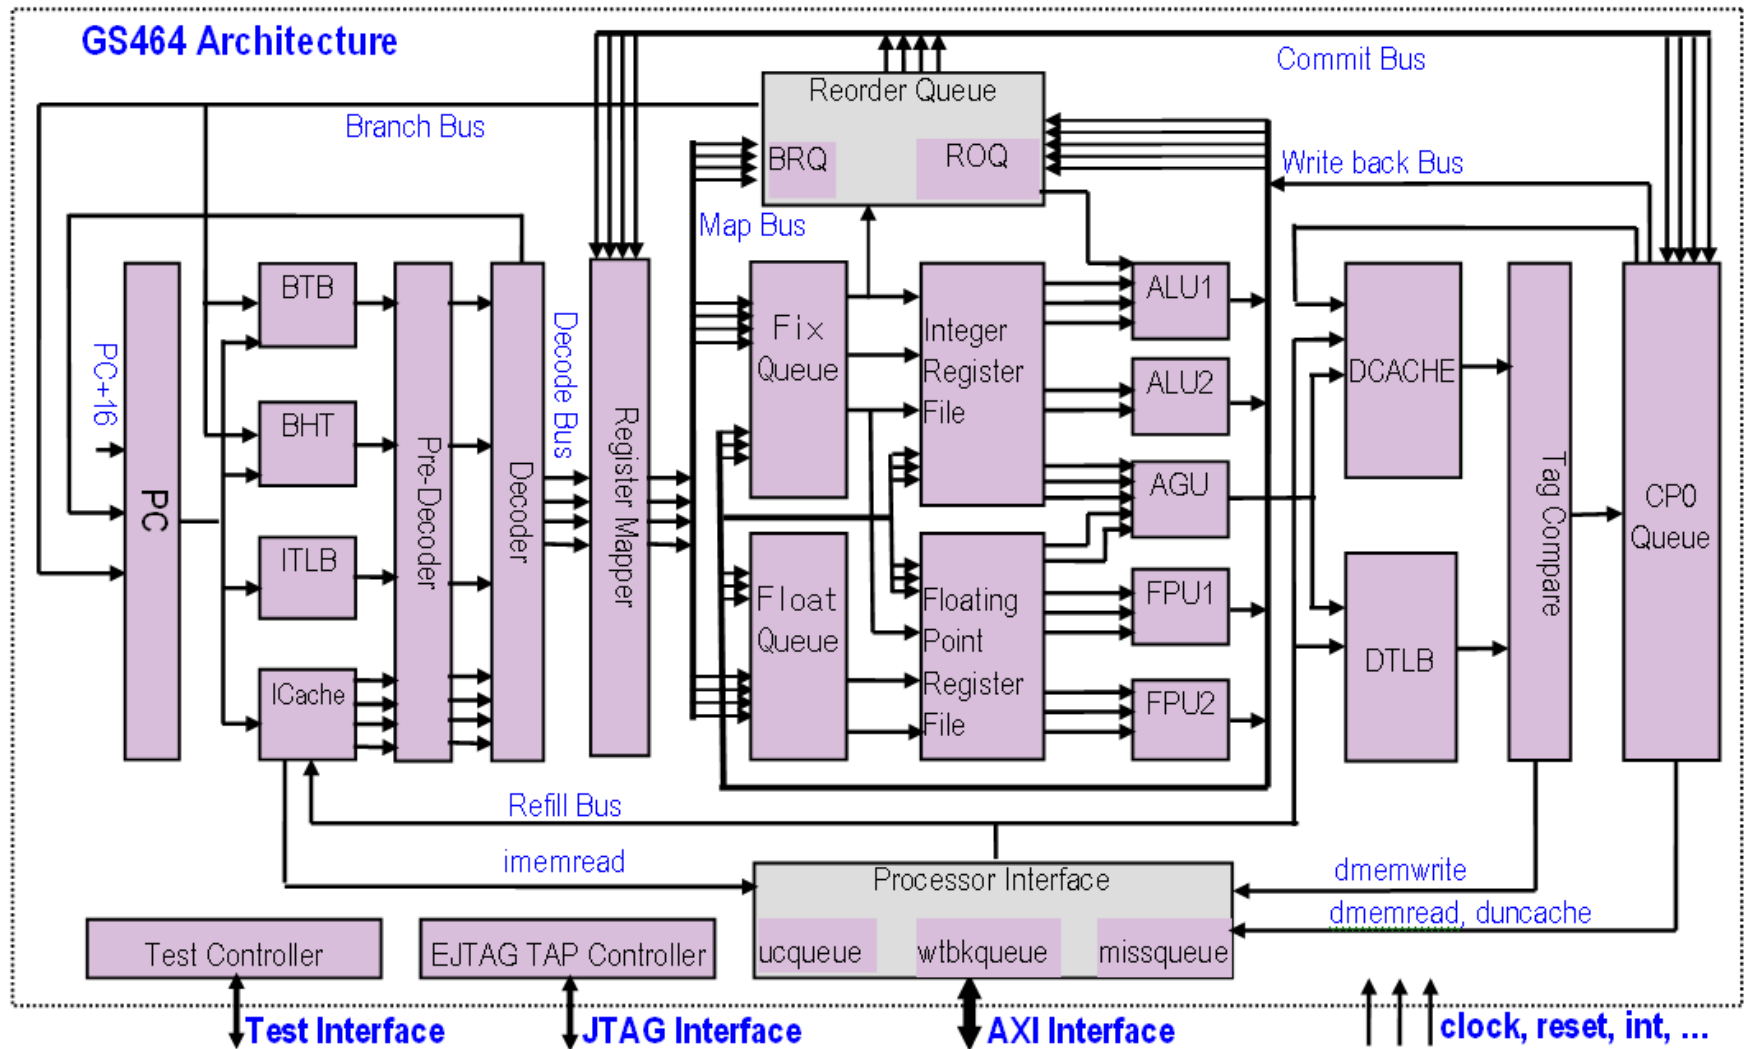 GS464 Architecture
Commit Bus
Reorder Queue
Branch Bus
BRQ
ROQ
Write back Bus
Map Bus
PC+16
PC
BTB
BHT
ITLB
ICache
Pre-Decoder
Decoder
Decode Bus
Register Mapper
Fix
Queue
Float
Queue
Integer
Register
File
Floating
Point
Register
File
ALU1
ALU2
AGU
FPU1
FPU2
DCACHE
DTLB
Tag Compare
CP0
Queue
Refill Bus
imemread
Processor Interface
dmemwrite
dmemread, duncache
ucqueue
wtbkqueue
missqueue
Test Controller
EJTAG TAP Controller
Test Interface
JTAG Interface
AXI Interface
clock, reset, int, ...